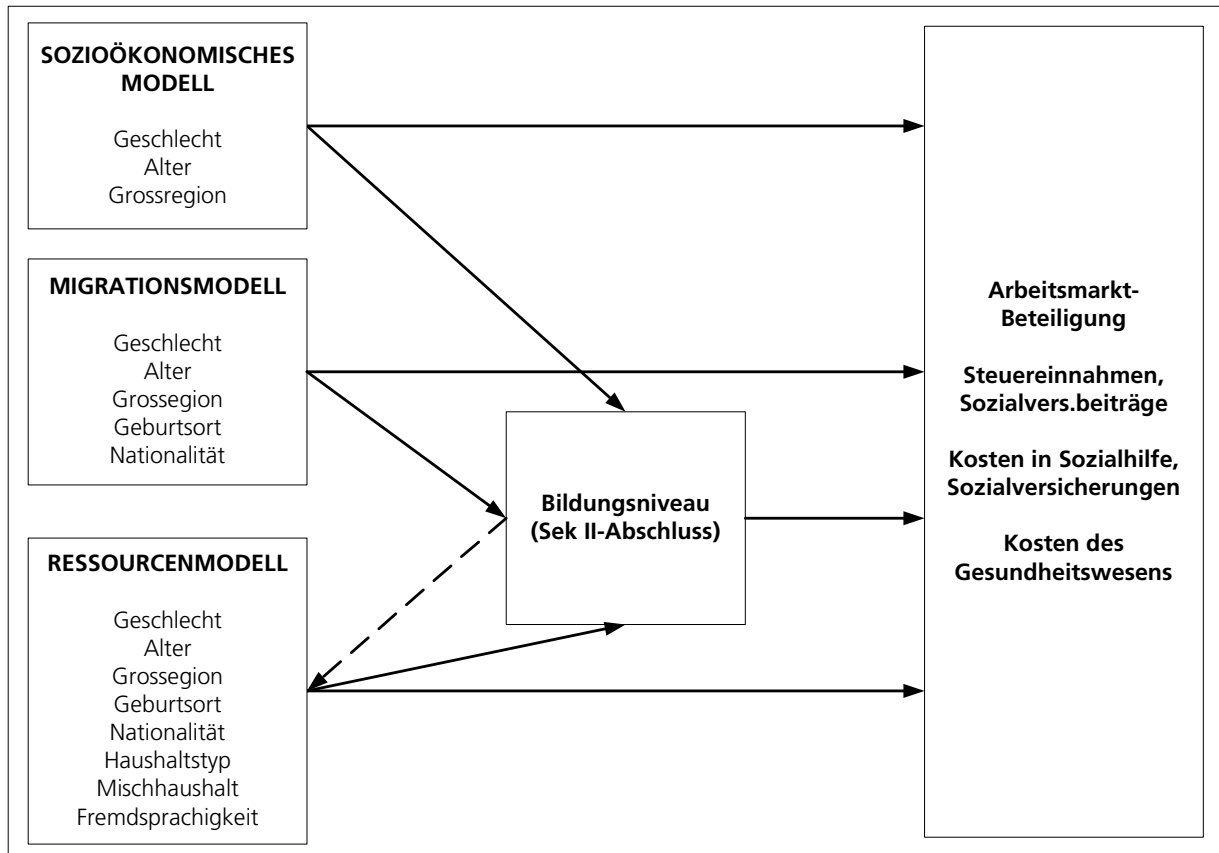 SOZIOÖKONOMISCHES
MODELL
Geschlecht
Alter
Grossregion
MIGRATIONSMODELL
Geschlecht
Alter
Grossegion
Geburtsort
Nationalität
RESSOURCENMODELL
Geschlecht
Alter
Grossegion
Geburtsort
Nationalität
Haushaltstyp
Mischhaushalt
Fremdsprachigkeit
Bildungsniveau
(Sek II-Abschluss)
Arbeitsmarkt-
Beteiligung
Steuereinnahmen,
Sozialvers.beiträge
Kosten in Sozialhilfe,
Sozialversicherungen
Kosten des
Gesundheitswesens